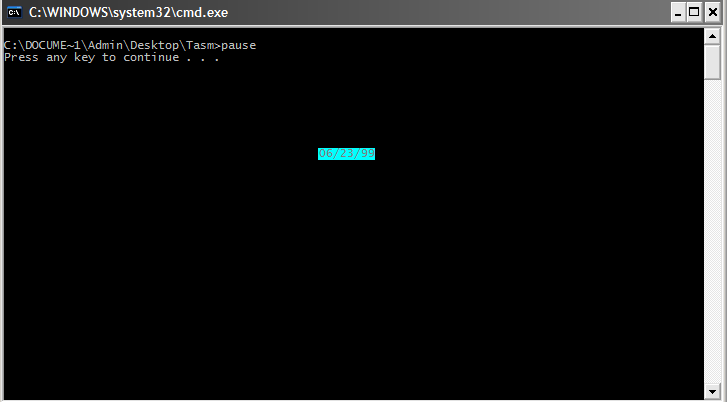 C:\WINDOWS\system32\cmd.exe
C:\DOCUME~1\Admin\Desktop\Tasm>pause
Press any key to continue . . .
06/23/99